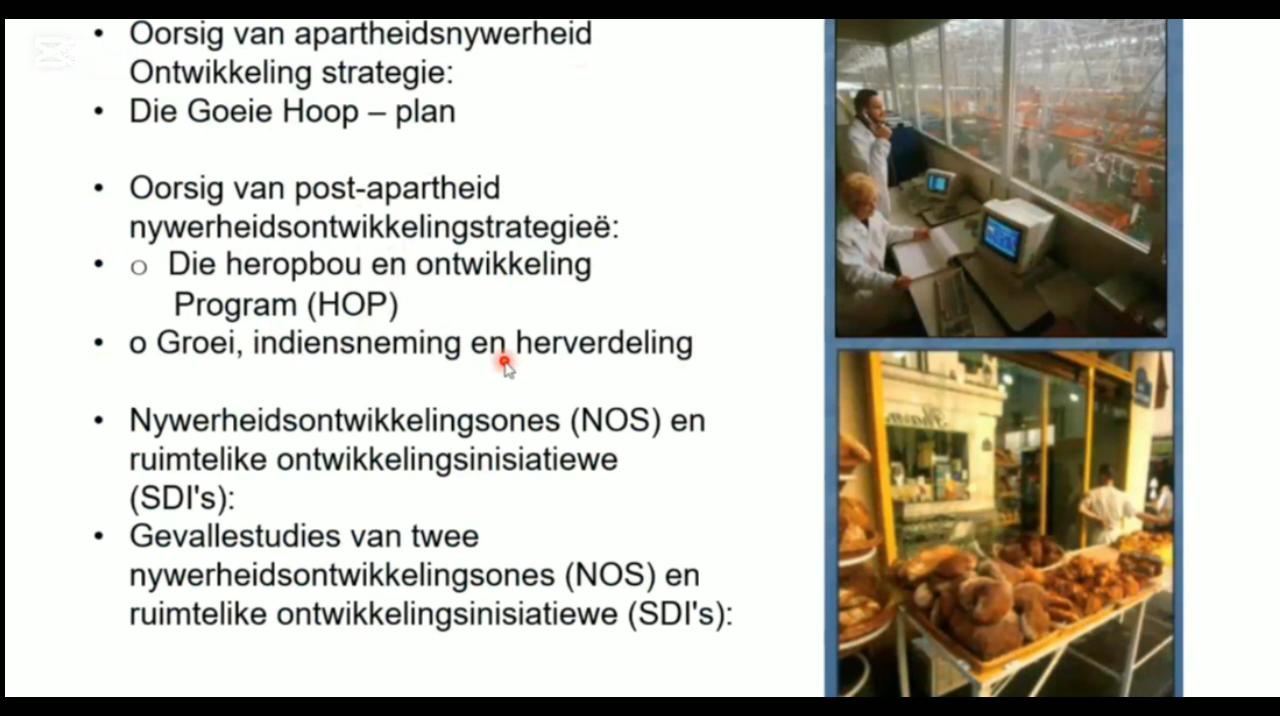 • Oorsig van apartheidsnywerheid
Ontwikkeling strategie:
• Die Goeie Hoop – plan
• Oorsig van post-apartheid
nywerheidsontwikkelingstrategieë:
• o Die heropbou en ontwikkeling
Program (HOP)
• o Groei, indiensneming en herverdeling
• Nywerheidsontwikkelingsones (NOS) en
ruimtelike ontwikkelingsinisiatiewe
(SDI's):
• Gevallestudies van twee
nywerheidsontwikkelingsones (NOS) en
ruimtelike ontwikkelingsinisiatiewe (SDI's):